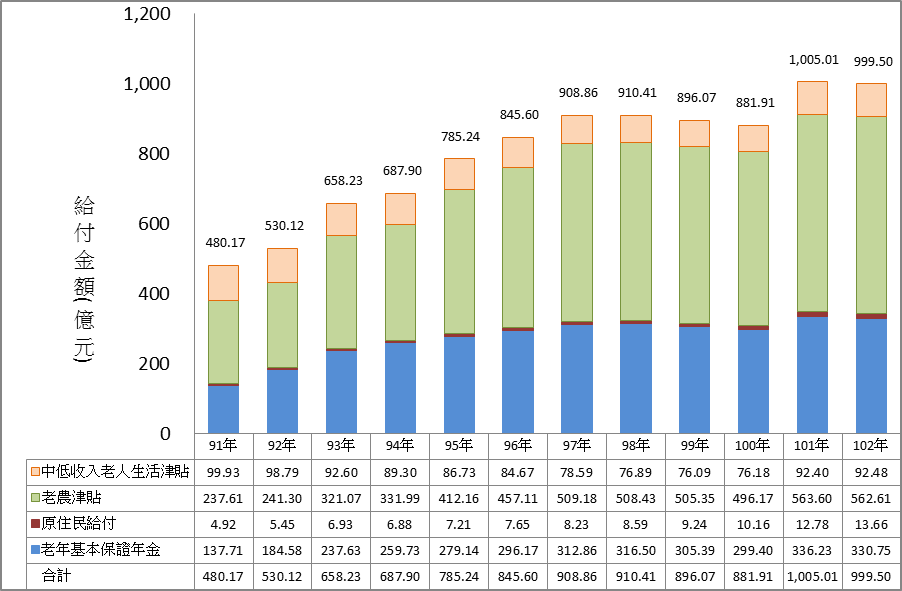 1,200
1,000
800
600
400
200
0
給付金額(億元)
480.17
530.12
658.23
687.90
785.24
845.60
908.86
910.41
896.07
881.91
1,005.01
999.50
91年 92年 93年 94年 95年 96年 97年 98年 99年 100年 101年 102年
中低收入老人生活津貼 99.93 98.79 92.60 89.30 86.73 84.67 78.59 76.89 76.09 76.18 92.40 92.48
老農津貼 237.61 241.30 321.07 331.99 412.16 457.11 509.18 508.43 505.35 496.17 563.60 562.61
原住民給付 4.92 5.45 6.93 6.88 7.21 7.65 8.23 8.59 9.24 10.16 12.78 13.66
老年基本保證年金 137.71 184.58 237.63 259.73 279.14 296.17 312.86 316.50 305.39 299.40 336.23 330.75
合計 480.17 530.12 658.23 687.90 785.24 845.60 908.86 910.41 896.07 881.91 1,005.01 999.50